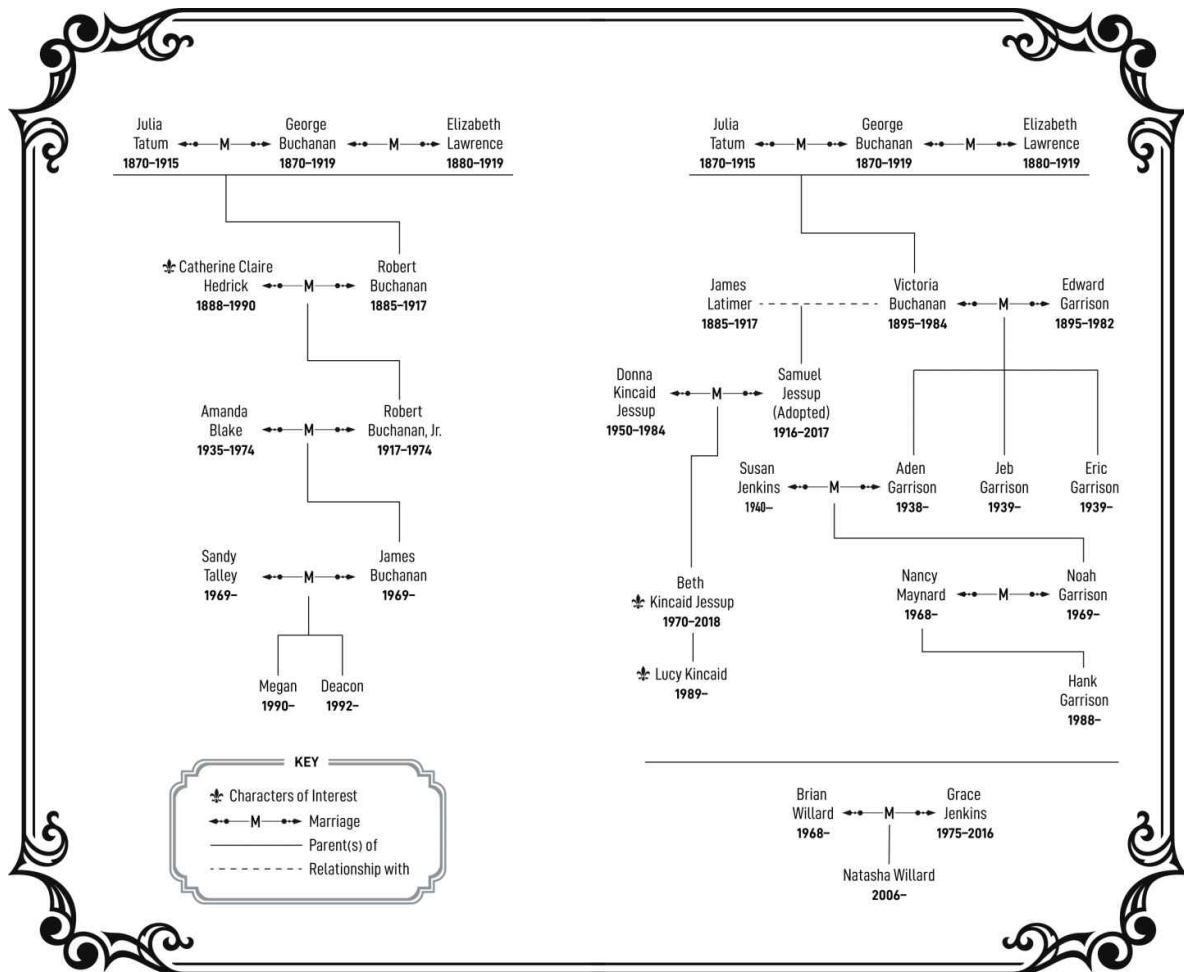 Julia
Tatum
1870–1915
M
George
Buchanan
1870–1919
M
Elizabeth
Lawrence
1880–1919
Catherine Claire
Hedrick
1888–1990
M
Robert
Buchanan
1885–1917
Amanda
Blake
1935–1974
M
Robert
Buchanan, Jr.
1917–1974
Sandy
Talley
1969–
M
James
Buchanan
1969–
Megan
1990–
Deacon
1992–
KEY
Characters of Interest
M Marriage
Parent(s) of
Relationship with
Julia
Tatum
1870–1915
M
George
Buchanan
1870–1919
M
Elizabeth
Lawrence
1880–1919
James
Latimer
1885–1917
Victoria
Buchanan
1895–1984
M
Edward
Garrison
1895–1982
Donna
Kincaid
Jessup
1950–1984
M
Samuel
Jessup
(Adopted)
1916–2017
Susan
Jenkins
1940–
M
Aden
Garrison
1938–
Jeb
Garrison
1939–
Eric
Garrison
1939–
Beth
Kincaid Jessup
1970–2018
Nancy
Maynard
1968–
M
Noah
Garrison
1969–
Lucy Kincaid
1989–
Hank
Garrison
1988–
Brian
Willard
1968–
M
Grace
Jenkins
1975–2016
Natasha Willard
2006–